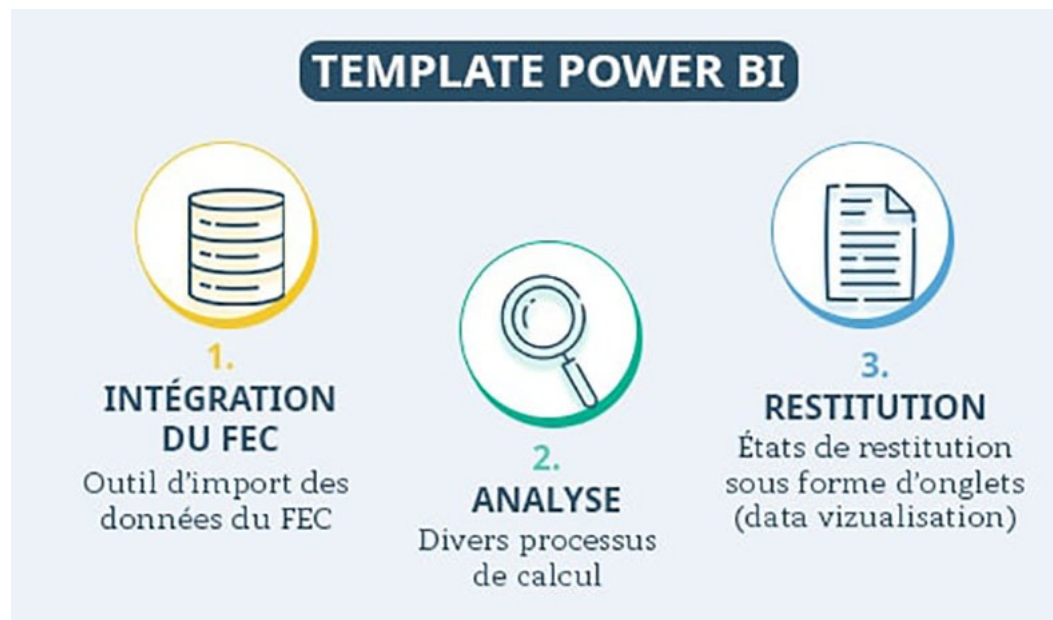 TEMPLATE POWER BI
1.
INTÉGRATION
DU FEC
Outil d'import des
données du FEC
2.
ANALYSE
Divers processus
de calcul
3.
RESTITUTION
États de restitution
sous forme d'onglets
(data vizualisation)